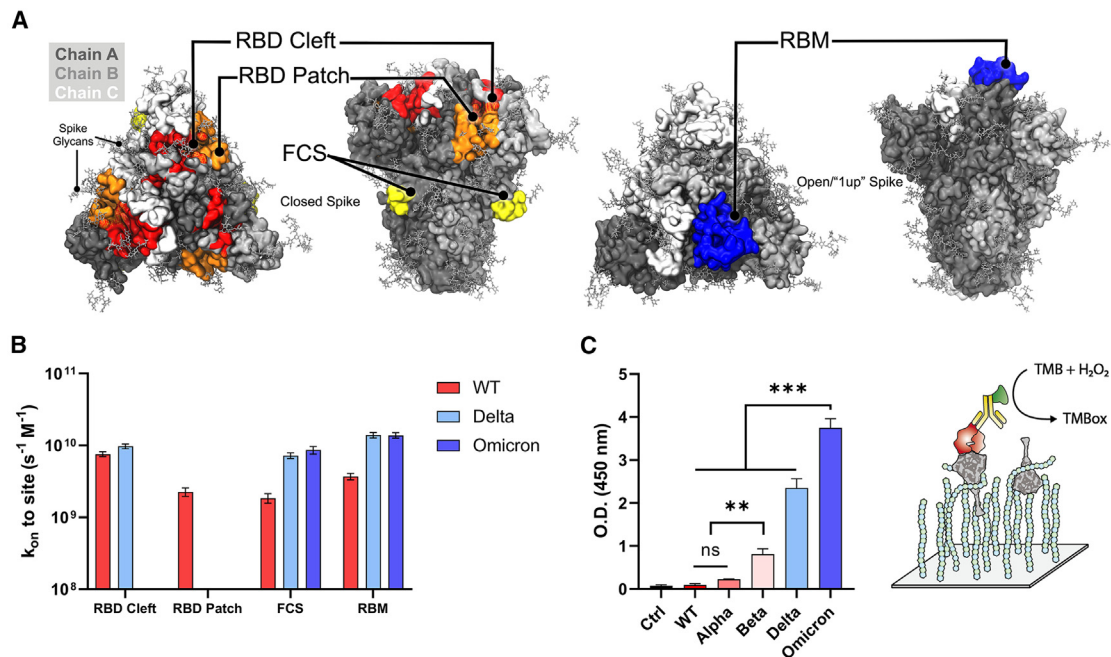 A
Chain A
Chain B
Chain C
RBD Cleft
RBD Patch
Spike
Glycans
FCS
Closed Spike
RBM
Open/"1up" Spike
B
kon to site (s-1 M-1)
10¹¹
10¹⁰
10⁹
10⁸
RBD Cleft
RBD Patch
FCS
RBM
WT
Delta
Omicron
C
O.D. (450 nm)
5
4
3
2
1
0
ns
**
***
Ctrl
WT
Alpha
Beta
Delta
Omicron
TMB + H₂O₂
TMBox